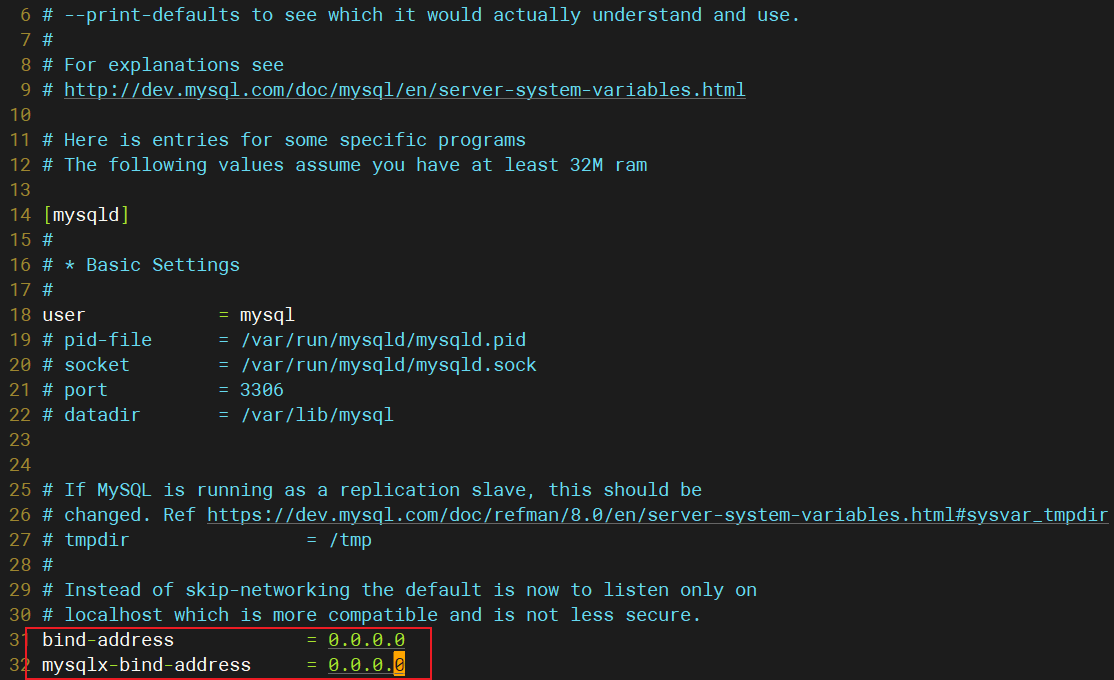 6 # --print-defaults to see which it would actually understand and use.
7 #
8 # For explanations see
9 # http://dev.mysql.com/doc/mysql/en/server-system-variables.html
10
11 # Here is entries for some specific programs
12 # The following values assume you have at least 32M ram
13
14 [mysqld]
15 #
16 # * Basic Settings
17 #
18 user            = mysql
19 # pid-file      = /var/run/mysqld/mysqld.pid
20 # socket        = /var/run/mysqld/mysqld.sock
21 # port          = 3306
22 # datadir       = /var/lib/mysql
23
24
25 # If MySQL is running as a replication slave, this should be
26 # changed. Ref https://dev.mysql.com/doc/refman/8.0/en/server-system-variables.html#sysvar_tmpdir
27 # tmpdir                = /tmp
28 #
29 # Instead of skip-networking the default is now to listen only on
30 # localhost which is more compatible and is not less secure.
31 bind-address            = 0.0.0.0
32 mysqlx-bind-address     = 0.0.0.0